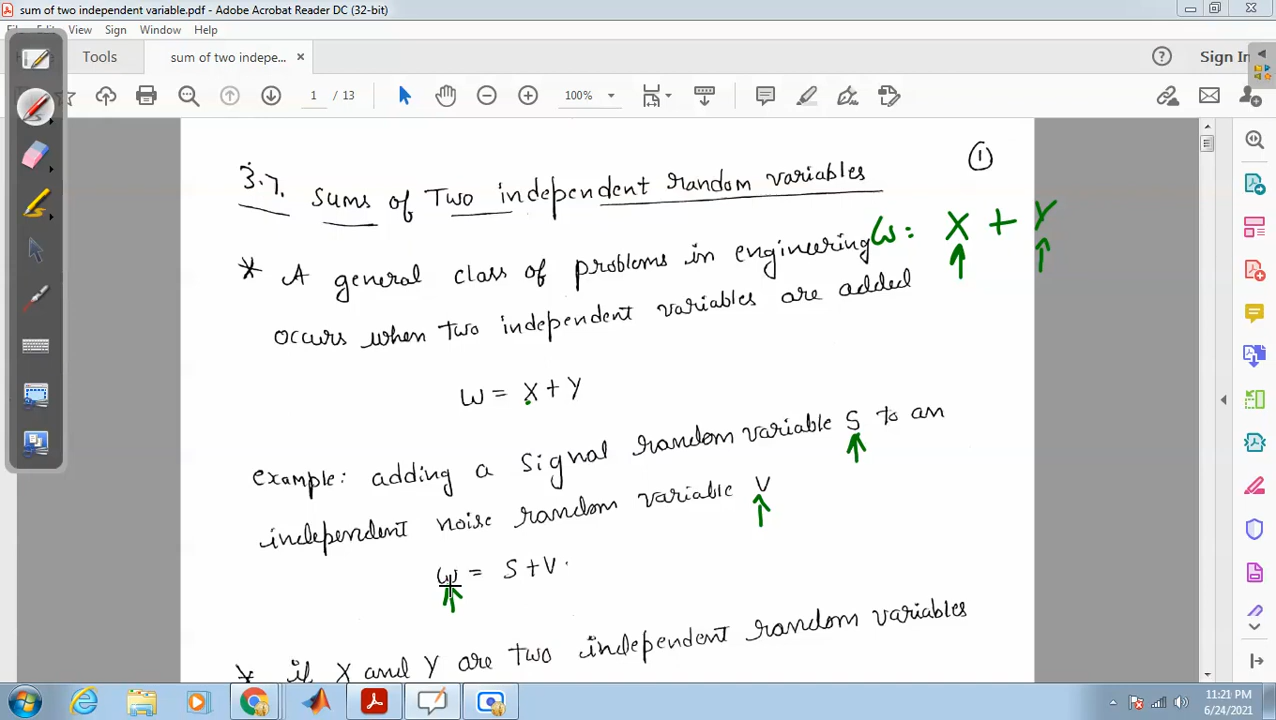 sum of two independent variable.pdf - Adobe Acrobat Reader DC (32-bit)
File Edit View Sign Window Help
Tools sum of two indepe... × Sign In
1 / 13 100%
①
3.7. Sums of Two independent random variables
W = X + Y
* A general class of problems in engineering
occurs when two independent variables are added
W = X + Y
example: adding a signal random variable S to an
independent noise random variable V
W = S + V.
* if X and Y are two independent random variables
11:21 PM
6/24/2021